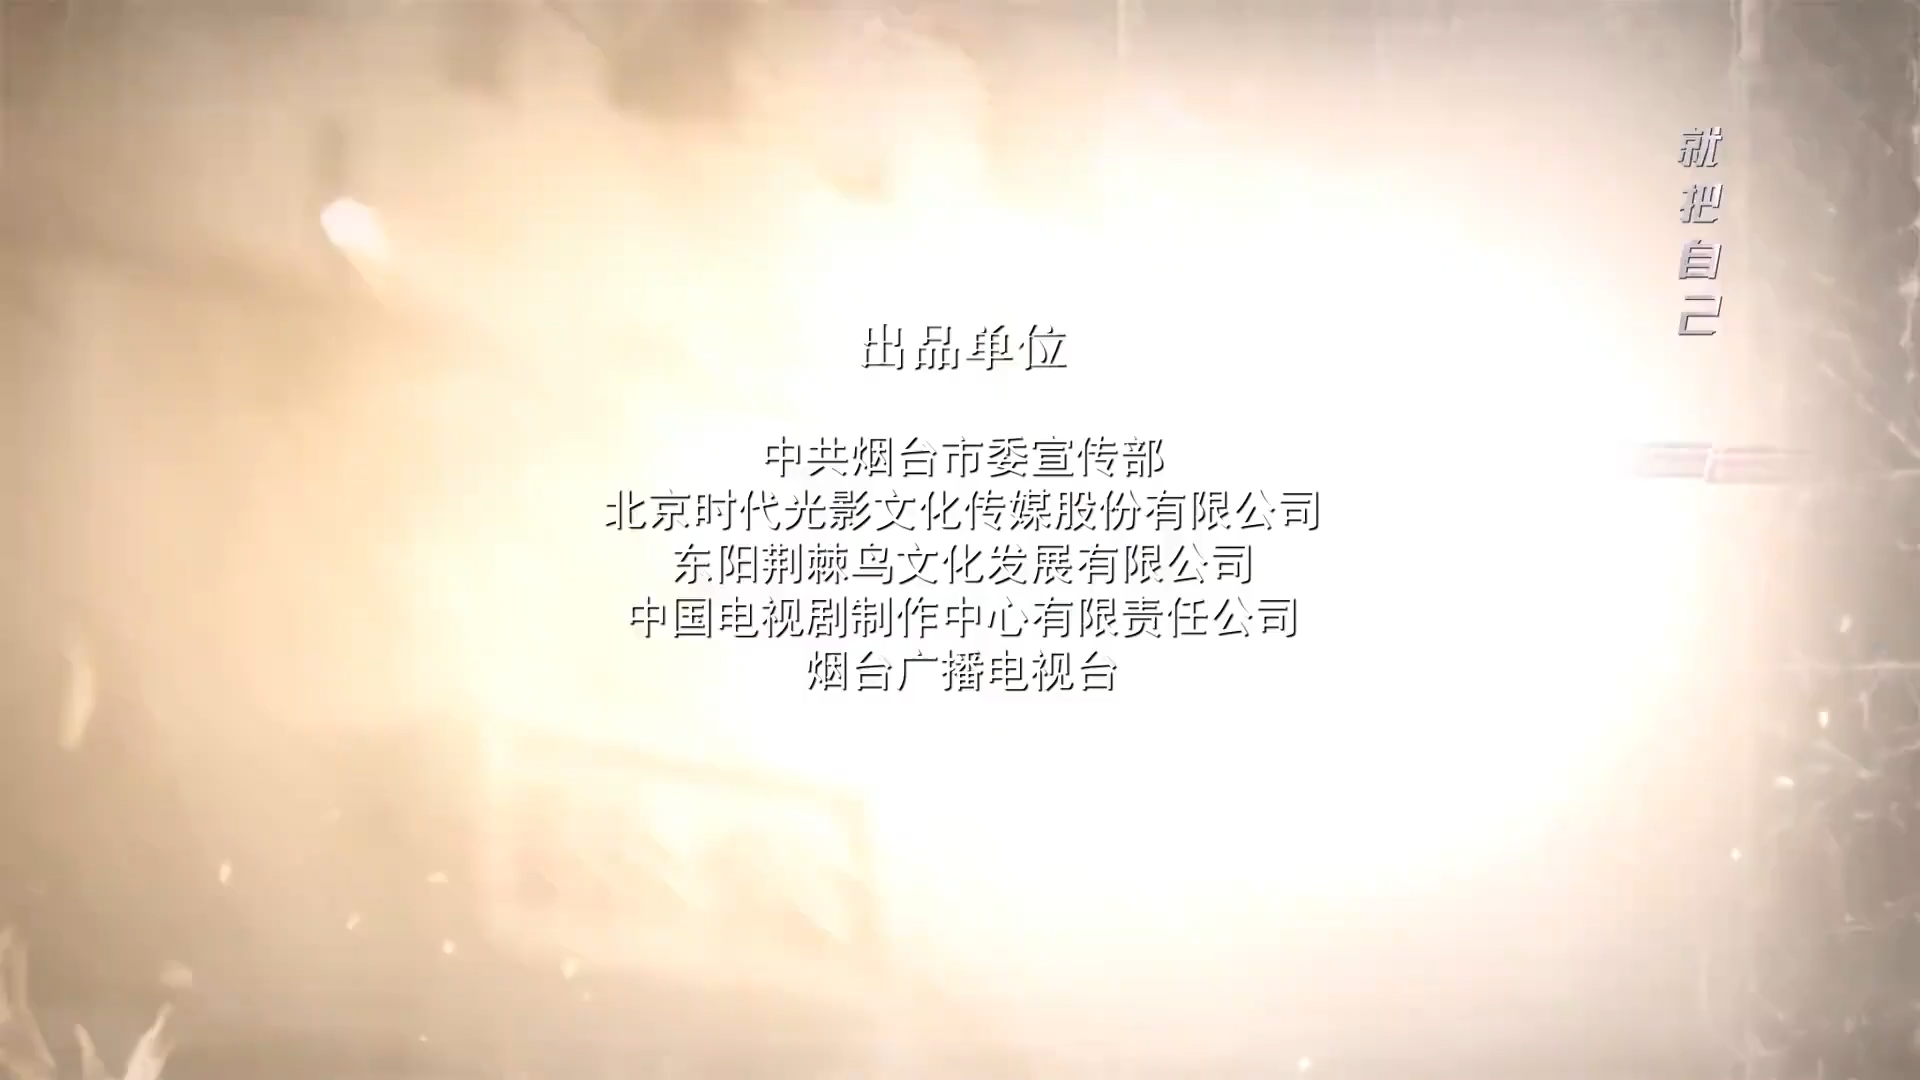 出品单位
中共烟台市委宣传部
北京时代光影文化传媒股份有限公司
东阳荆棘鸟文化发展有限公司
中国电视剧制作中心有限责任公司
烟台广播电视台
就把自己